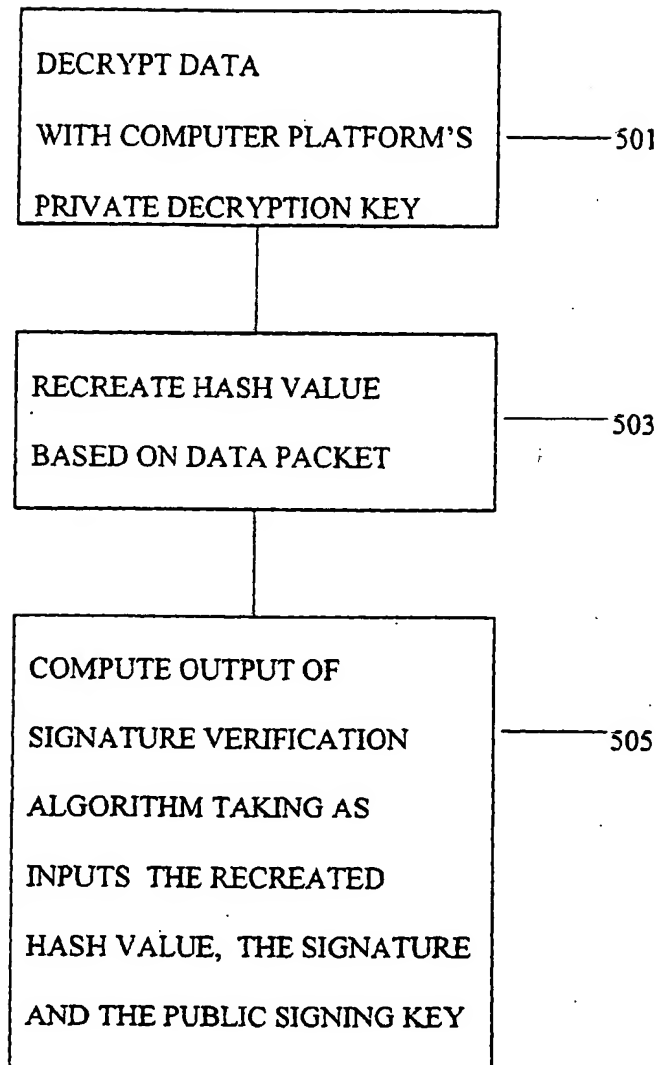 DECRYPT DATA
WITH COMPUTER PLATFORM'S
PRIVATE DECRYPTION KEY
501
RECREATE HASH VALUE
BASED ON DATA PACKET
503
COMPUTE OUTPUT OF
SIGNATURE VERIFICATION
ALGORITHM TAKING AS
INPUTS THE RECREATED
HASH VALUE, THE SIGNATURE
AND THE PUBLIC SIGNING KEY
505